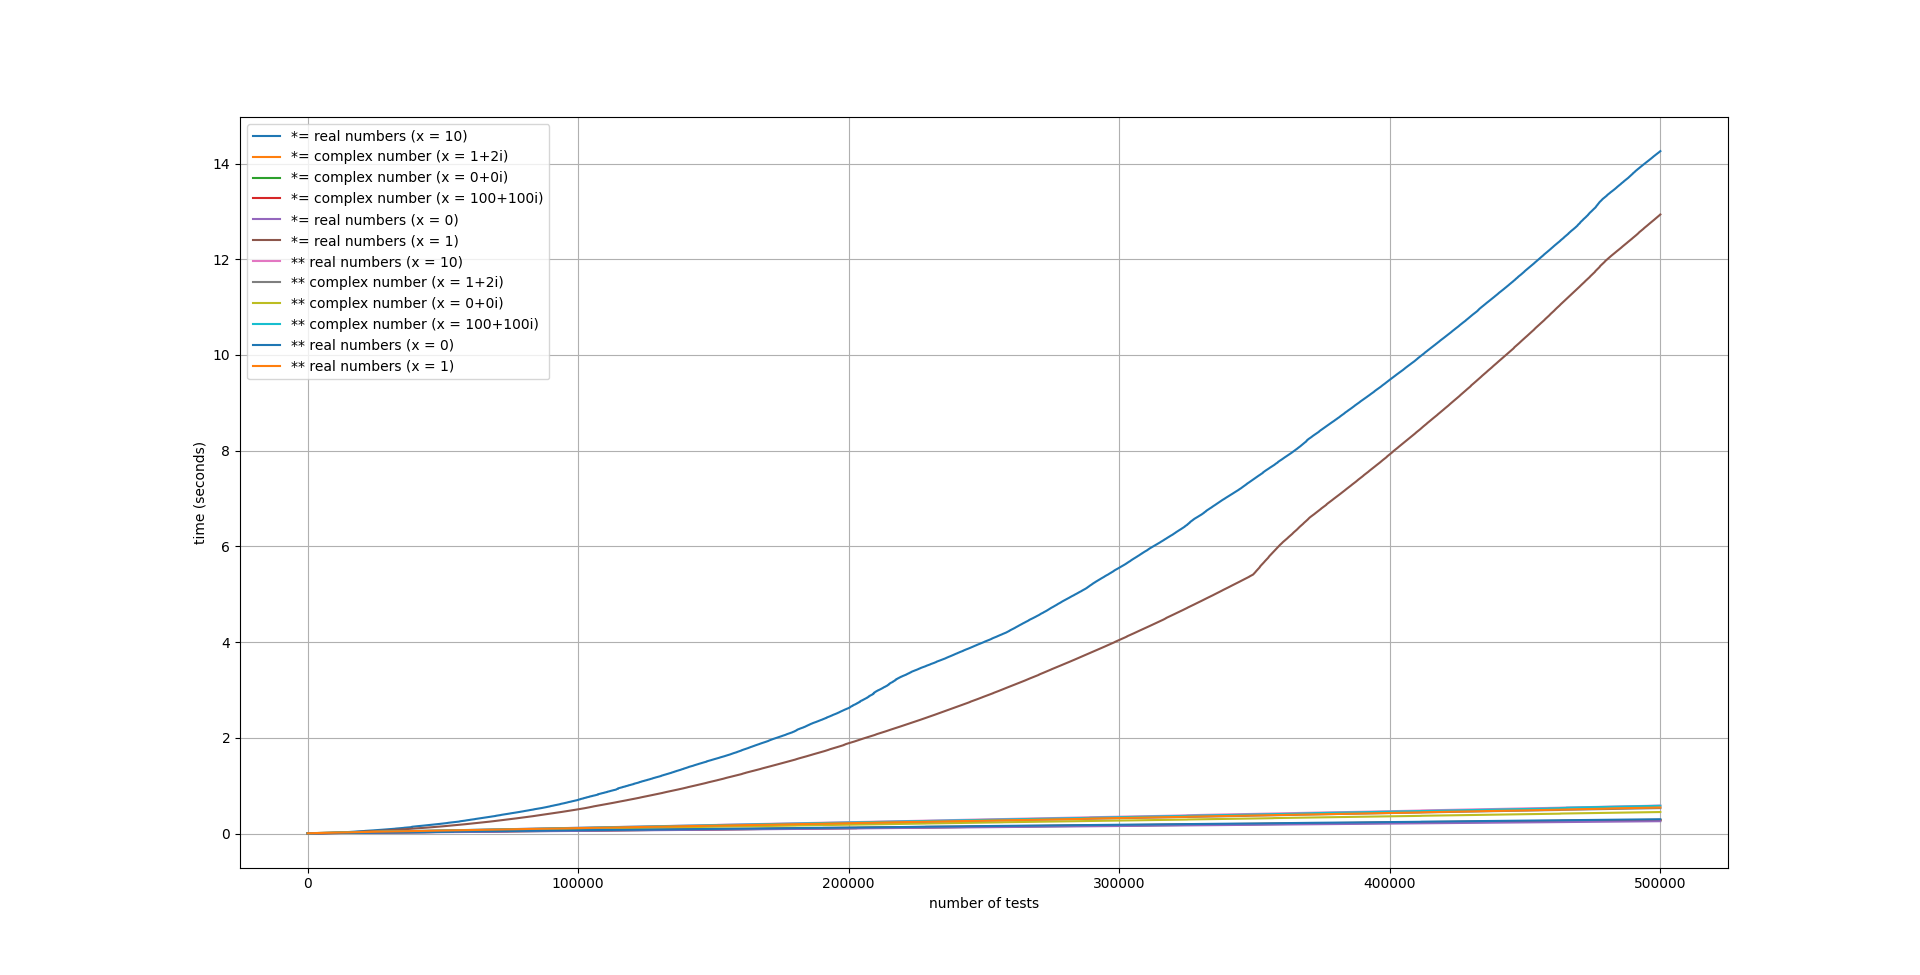 *= real numbers (x = 10)
*= complex number (x = 1+2i)
*= complex number (x = 0+0i)
*= complex number (x = 100+100i)
*= real numbers (x = 0)
*= real numbers (x = 1)
** real numbers (x = 10)
** complex number (x = 1+2i)
** complex number (x = 0+0i)
** complex number (x = 100+100i)
** real numbers (x = 0)
** real numbers (x = 1)
14
12
10
8
6
4
2
0
time (seconds)
0 100000 200000 300000 400000 500000
number of tests